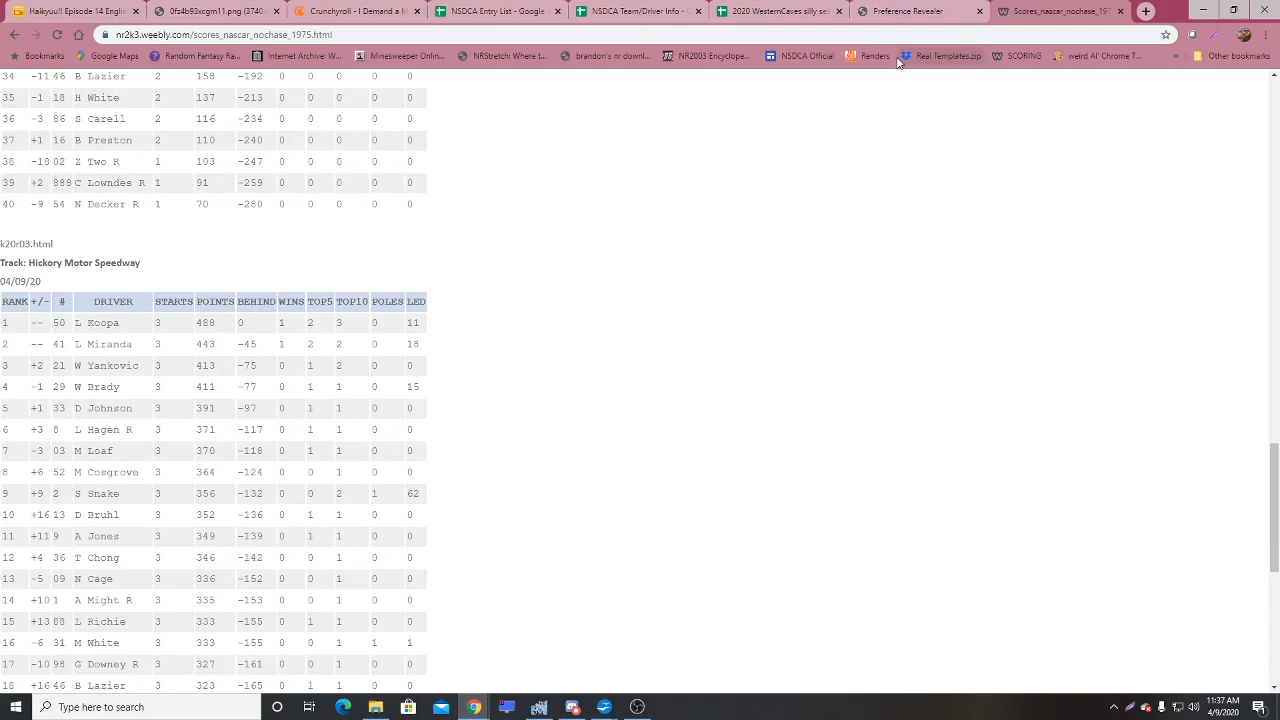 Haikyuu!! Episode 14 Englis
0fz4b93xcgm11.png (3740
Crunchyroll - I Demand a M
NSDCA Entry List - Google
NSDCA Team/Driver Info -
2020 WesternCaves silly se
Preference Revealer
Scores_nascar_nochase_197
nr2k3.weebly.com/scores_nascar_nochase_1975.html
Bookmarks
Facebook
Random Fantasy Ra...
Internet Archive: W...
Minesweeper Online...
NRStretch Where t...
brandon's nr down...
NR2003 Encyclope...
NSDCA Official
Renders
Real Templates.zip
SCORING
weird Al' Chrome T...
Other bookmarks
34 -11 46 B Lazier 2 158 -192 0 0 0 0 0
35 -1 18 H White 2 137 -213 0 0 0 0 0
36 -3 86 S Carell 2 116 -234 0 0 0 0 0
37 +1 16 B Preston 2 110 -240 0 0 0 0 0
38 -18 02 Z Two R 1 103 -247 0 0 0 0 0
39 +2 888 C Lowndes R 1 91 -259 0 0 0 0 0
40 -9 54 N Decker R 1 70 -280 0 0 0 0 0
k20r03.html
Track: Hickory Motor Speedway
04/09/20
RANK +/- # DRIVER STARTS POINTS BEHIND WINS TOP5 TOP10 POLES LED
1 -- 50 L Koopa 3 488 0 1 2 3 0 11
2 -- 41 L Miranda 3 443 -45 1 2 2 0 18
3 +2 21 W Yankovic 3 413 -75 0 1 2 0 0
4 -1 29 W Brady 3 411 -77 0 1 1 0 15
5 +1 33 D Johnson 3 391 -97 0 1 1 0 0
6 +3 8 L Hagen R 3 371 -117 0 1 1 0 0
7 -3 03 M Loaf 3 370 -118 0 1 1 0 0
8 +6 52 M Cosgrove 3 364 -124 0 0 1 0 0
9 +9 2 S Snake 3 356 -132 0 0 2 1 62
10 +16 13 D Bruhl 3 352 -136 0 1 1 0 0
11 +11 9 A Jones 3 349 -139 0 0 1 0 0
12 +4 36 T Chong 3 346 -142 0 0 1 0 0
13 -5 09 N Cage 3 336 -152 0 0 1 0 0
14 +10 1 A Might R 3 335 -153 0 0 1 0 0
15 +13 88 L Richie 3 333 -155 0 1 1 0 0
16 -6 31 M White 3 333 -155 0 0 1 1 1
17 -10 98 G Downey R 3 327 -161 0 0 1 0 0
18 +16 46 B Lazier 3 323 -165 0 1 1 0 0
Type here to search
11:37 AM
4/9/2020